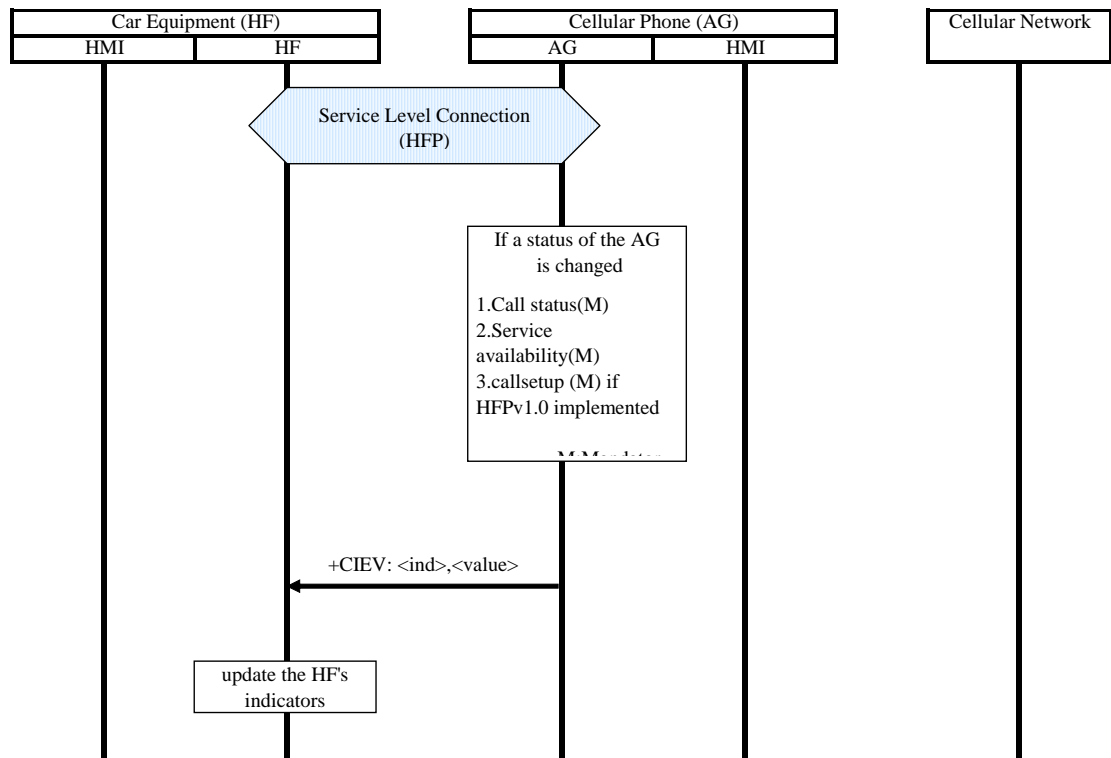 Car Equipment (HF)
Cellular Phone (AG)
Cellular Network
HMI
HF
AG
HMI
Service Level Connection
(HFP)
If a status of the AG
is changed
1.Call status(M)
2.Service
availability(M)
3.callsetup (M) if
HFPv1.0 implemented
+CIEV: <ind>,<value>
update the HF's
indicators